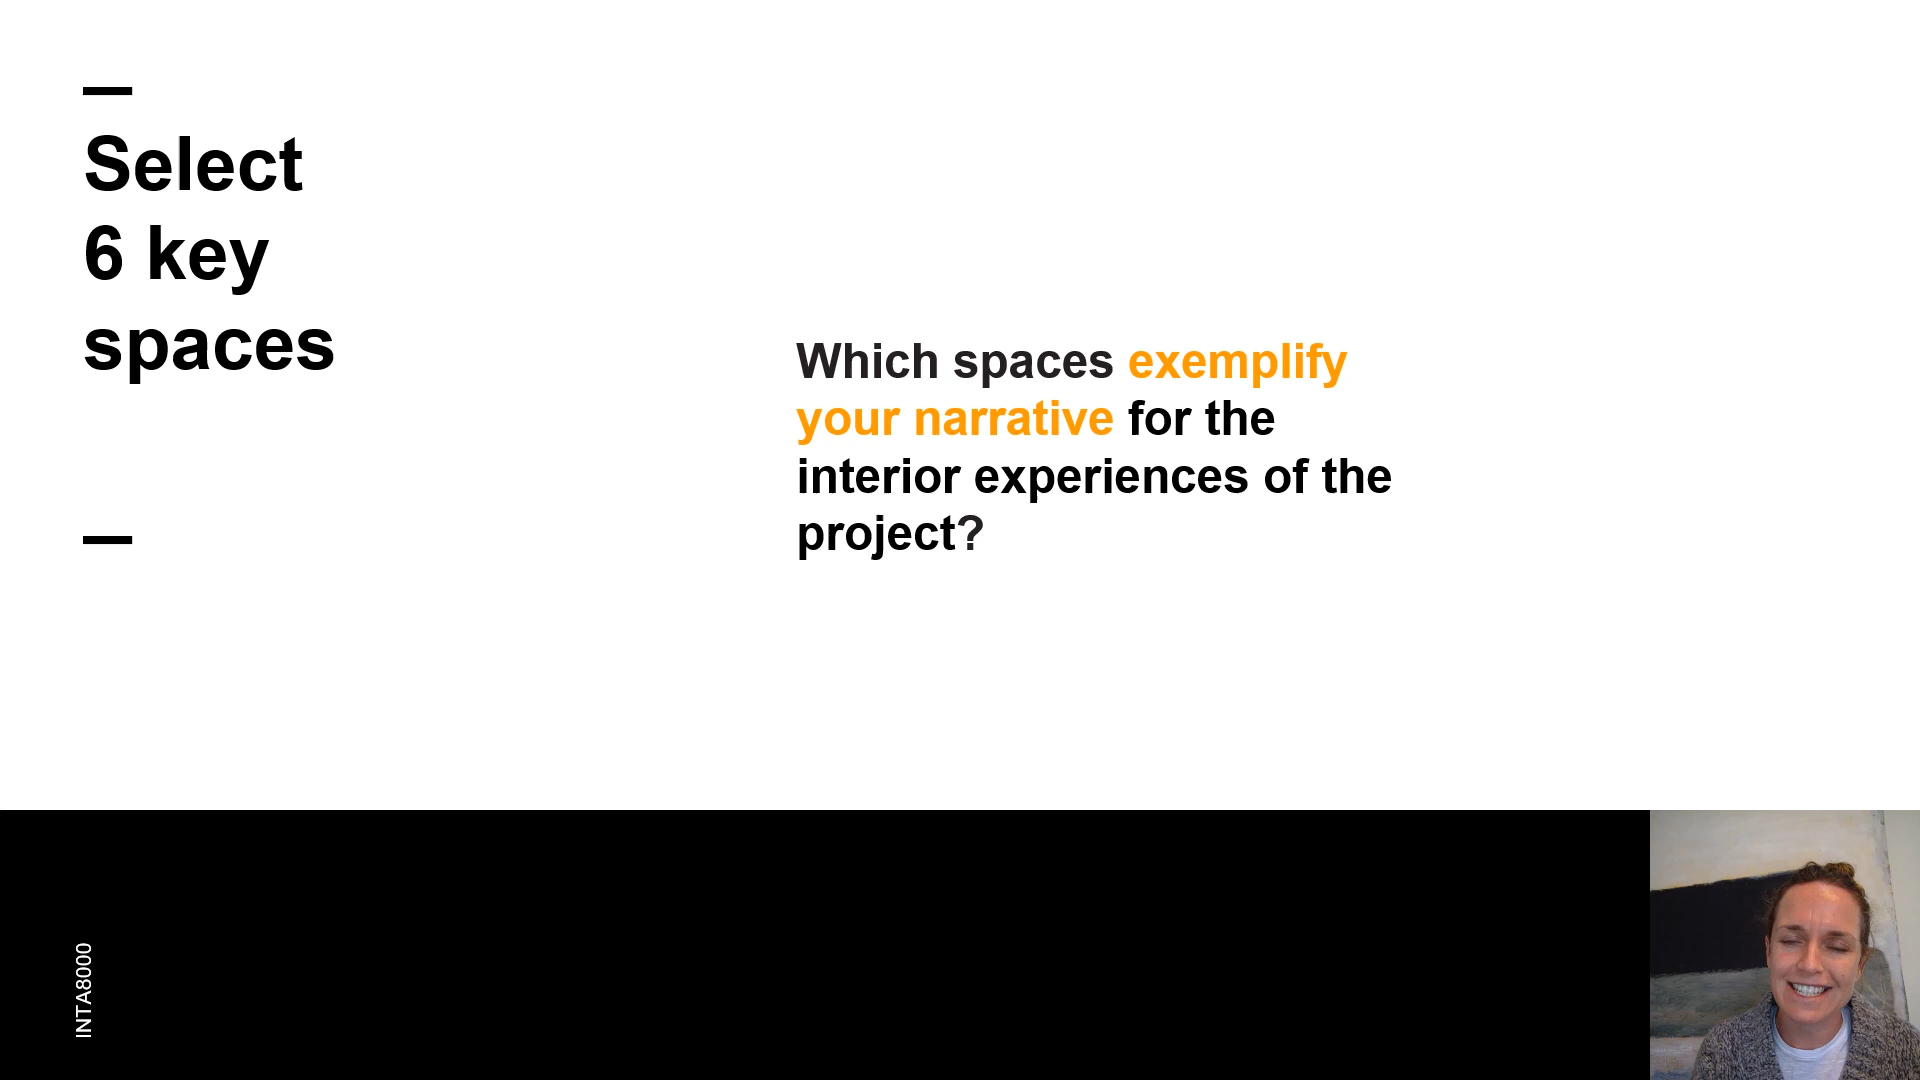 Select
6 key
spaces
Which spaces exemplify
your narrative for the
interior experiences of the
project?
INTA8000